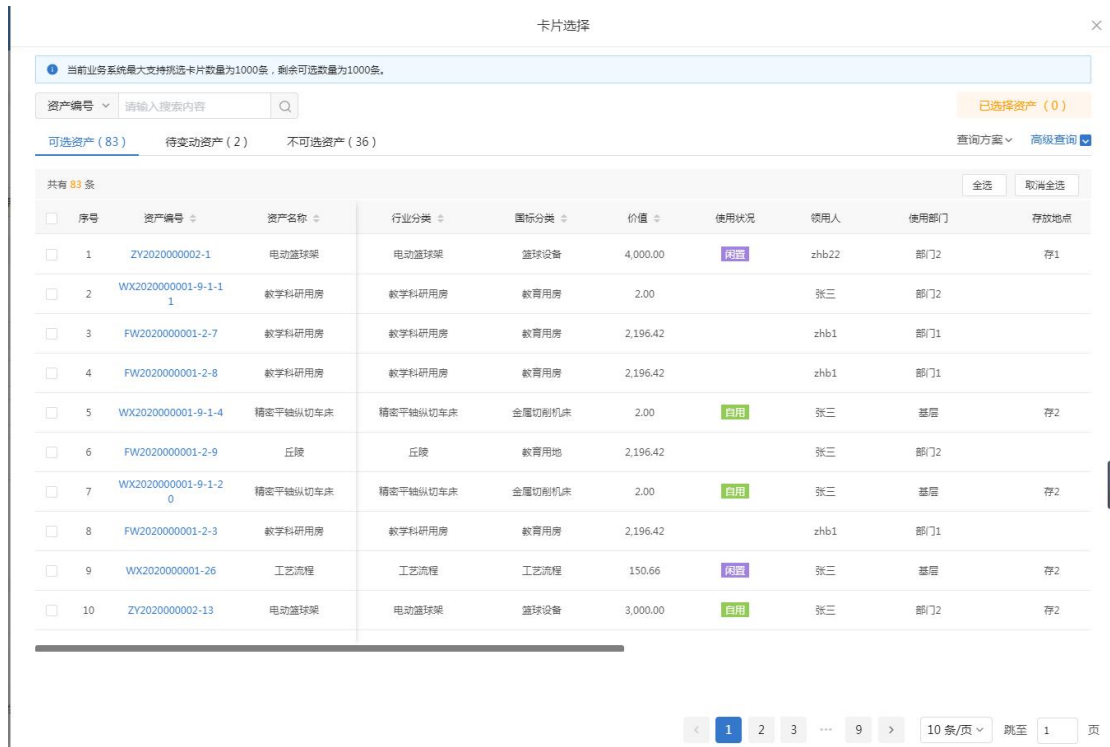 卡片选择
当前业务系统最大支持挑选卡片数量为1000条，剩余可选数量为1000条。
资产编号 请输入搜索内容 已选择资产（0）
可选资产（83） 待变动资产（2） 不可选资产（36） 查询方案 高级查询
共有 83 条 全选 取消全选
序号 资产编号 资产名称 行业分类 国标分类 价值 使用状况 领用人 使用部门 存放地点
1 ZY2020000002-1 电动篮球架 电动篮球架 篮球设备 4,000.00 闲置 zhb22 部门2 存1
2 WX2020000001-9-1-1 教学科研用房 教学科研用房 教育用房 2.00 张三 部门2
1
3 FW2020000001-2-7 教学科研用房 教学科研用房 教育用房 2,196.42 zhb1 部门1
4 FW2020000001-2-8 教学科研用房 教学科研用房 教育用房 2,196.42 zhb1 部门1
5 WX2020000001-9-1-4 精密平轴纵切车床 精密平轴纵切车床 金属切削机床 2.00 自用 张三 基层 存2
6 FW2020000001-2-9 丘陵 丘陵 教育用地 2,196.42 张三 部门2
7 WX2020000001-9-1-2 精密平轴纵切车床 精密平轴纵切车床 金属切削机床 2.00 自用 张三 基层 存2
0
8 FW2020000001-2-3 教学科研用房 教学科研用房 教育用房 2,196.42 zhb1 部门1
9 WX2020000001-26 工艺流程 工艺流程 工艺流程 150.66 闲置 张三 基层 存2
10 ZY2020000002-13 电动篮球架 电动篮球架 篮球设备 3,000.00 自用 张三 部门2 存2
1 2 3 ··· 9 10 条/页 跳至 1 页